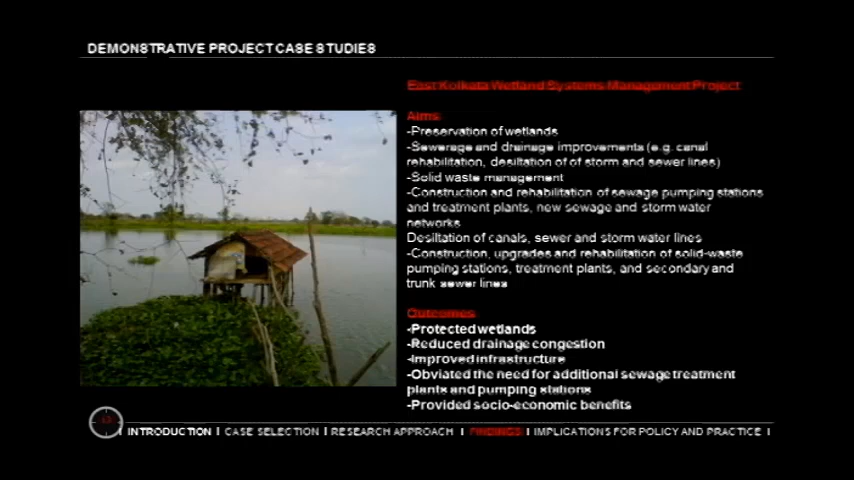 DEMONSTRATIVE PROJECT CASE STUDIES
East Kolkata Wetland Systems Management Project
Aims
-Preservation of wetlands
-Sewerage and drainage improvements (e.g. canal
rehabilitation, desiltation of of storm and sewer lines)
-Solid waste management
-Construction and rehabilitation of sewage pumping stations
and treatment plants, new sewage and storm water
networks
Desiltation of canals, sewer and storm water lines
-Construction, upgrades and rehabilitation of solid-waste
pumping stations, treatment plants, and secondary and
trunk sewer lines
Outcomes
-Protected wetlands
-Reduced drainage congestion
-Improved infrastructure
-Obviated the need for additional sewage treatment
plants and pumping stations
-Provided socio-economic benefits
I INTRODUCTION I CASE SELECTION I RESEARCH APPROACH I FINDINGS I IMPLICATIONS FOR POLICY AND PRACTICE I